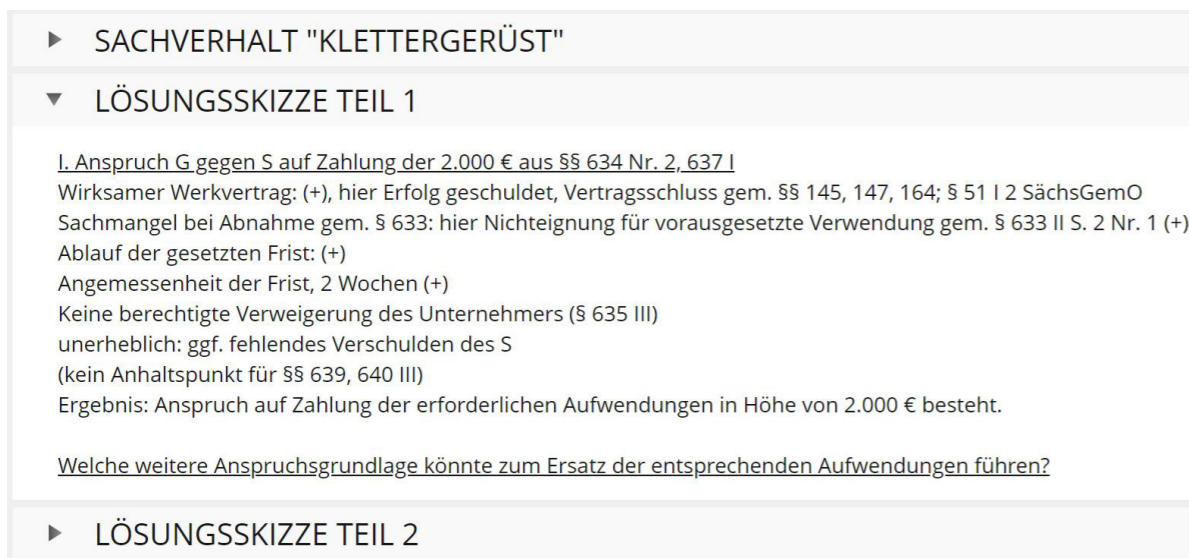 SACHVERHALT "KLETTERGERÜST"
LÖSUNGSSKIZZE TEIL 1
I. Anspruch G gegen S auf Zahlung der 2.000 € aus §§ 634 Nr. 2, 637 I
Wirksamer Werkvertrag: (+), hier Erfolg geschuldet, Vertragsschluss gem. §§ 145, 147, 164; § 51 I 2 SächsGemO
Sachmangel bei Abnahme gem. § 633: hier Nichteignung für vorausgesetzte Verwendung gem. § 633 II S. 2 Nr. 1 (+)
Ablauf der gesetzten Frist: (+)
Angemessenheit der Frist, 2 Wochen (+)
Keine berechtigte Verweigerung des Unternehmers (§ 635 III)
unerheblich: ggf. fehlendes Verschulden des S
(kein Anhaltspunkt für §§ 639, 640 III)
Ergebnis: Anspruch auf Zahlung der erforderlichen Aufwendungen in Höhe von 2.000 € besteht.
Welche weitere Anspruchsgrundlage könnte zum Ersatz der entsprechenden Aufwendungen führen?
LÖSUNGSSKIZZE TEIL 2